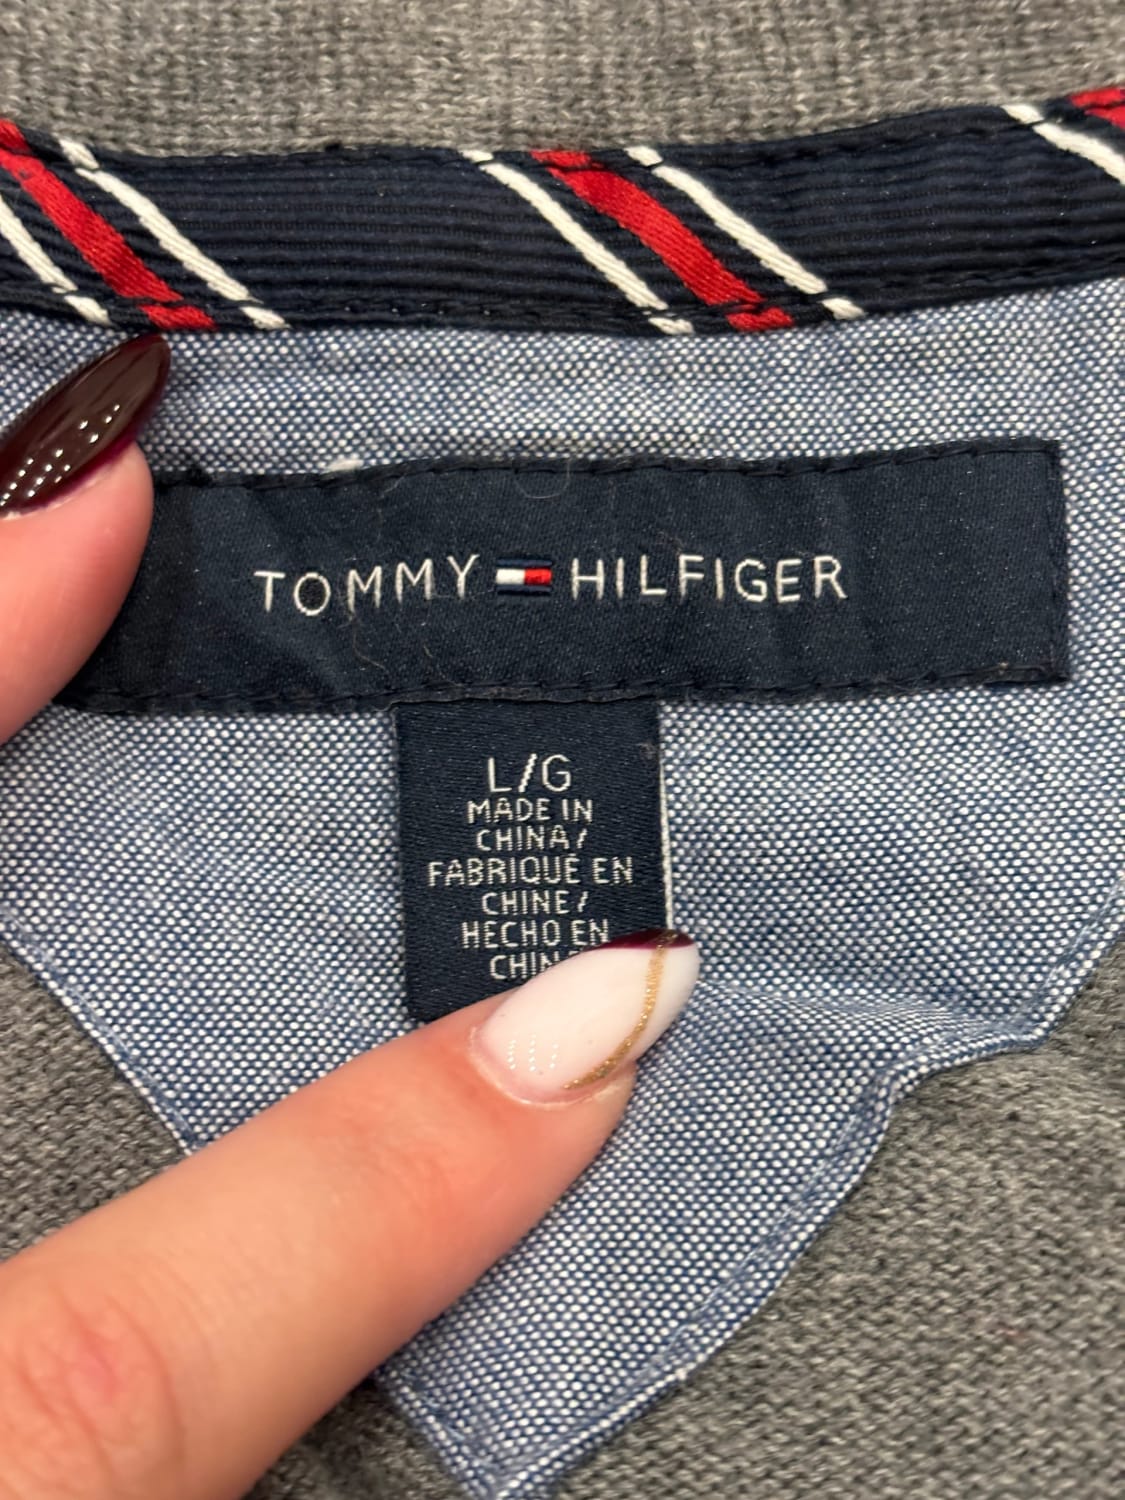 TOMMY HILFIGER
L/G
MADE IN
CHINA/
FABRIQUÉ EN
CHINE/
HECHO EN